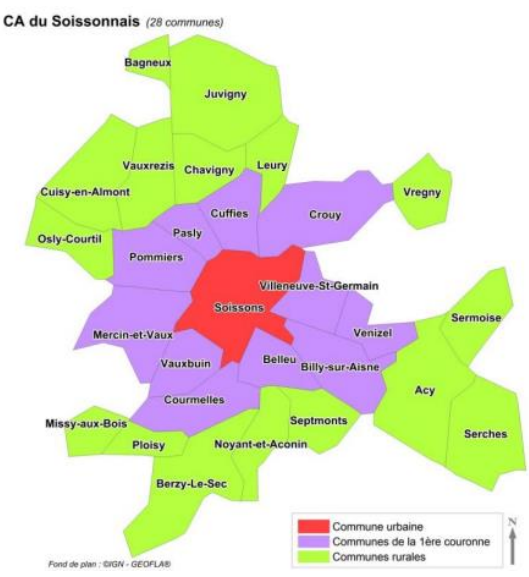 CA du Soissonnais (28 communes)
Bagneux
Juvigny
Vauxrezis
Chavigny
Leury
Cuisy-en-Almont
Vregny
Cuffies
Crouy
Osly-Courtil
Pasly
Pommiers
Villeneuve-St-Germain
Soissons
Sermoise
Mercin-et-Vaux
Venizel
Vauxbuin
Belleu
Billy-sur-Aisne
Acy
Courmelles
Missy-aux-Bois
Septmonts
Ploisy
Noyant-et-Aconin
Serches
Berzy-Le-Sec
N
Commune urbaine
Communes de la 1ère couronne
Communes rurales
Fond de plan : ©IGN - GEOFLA®